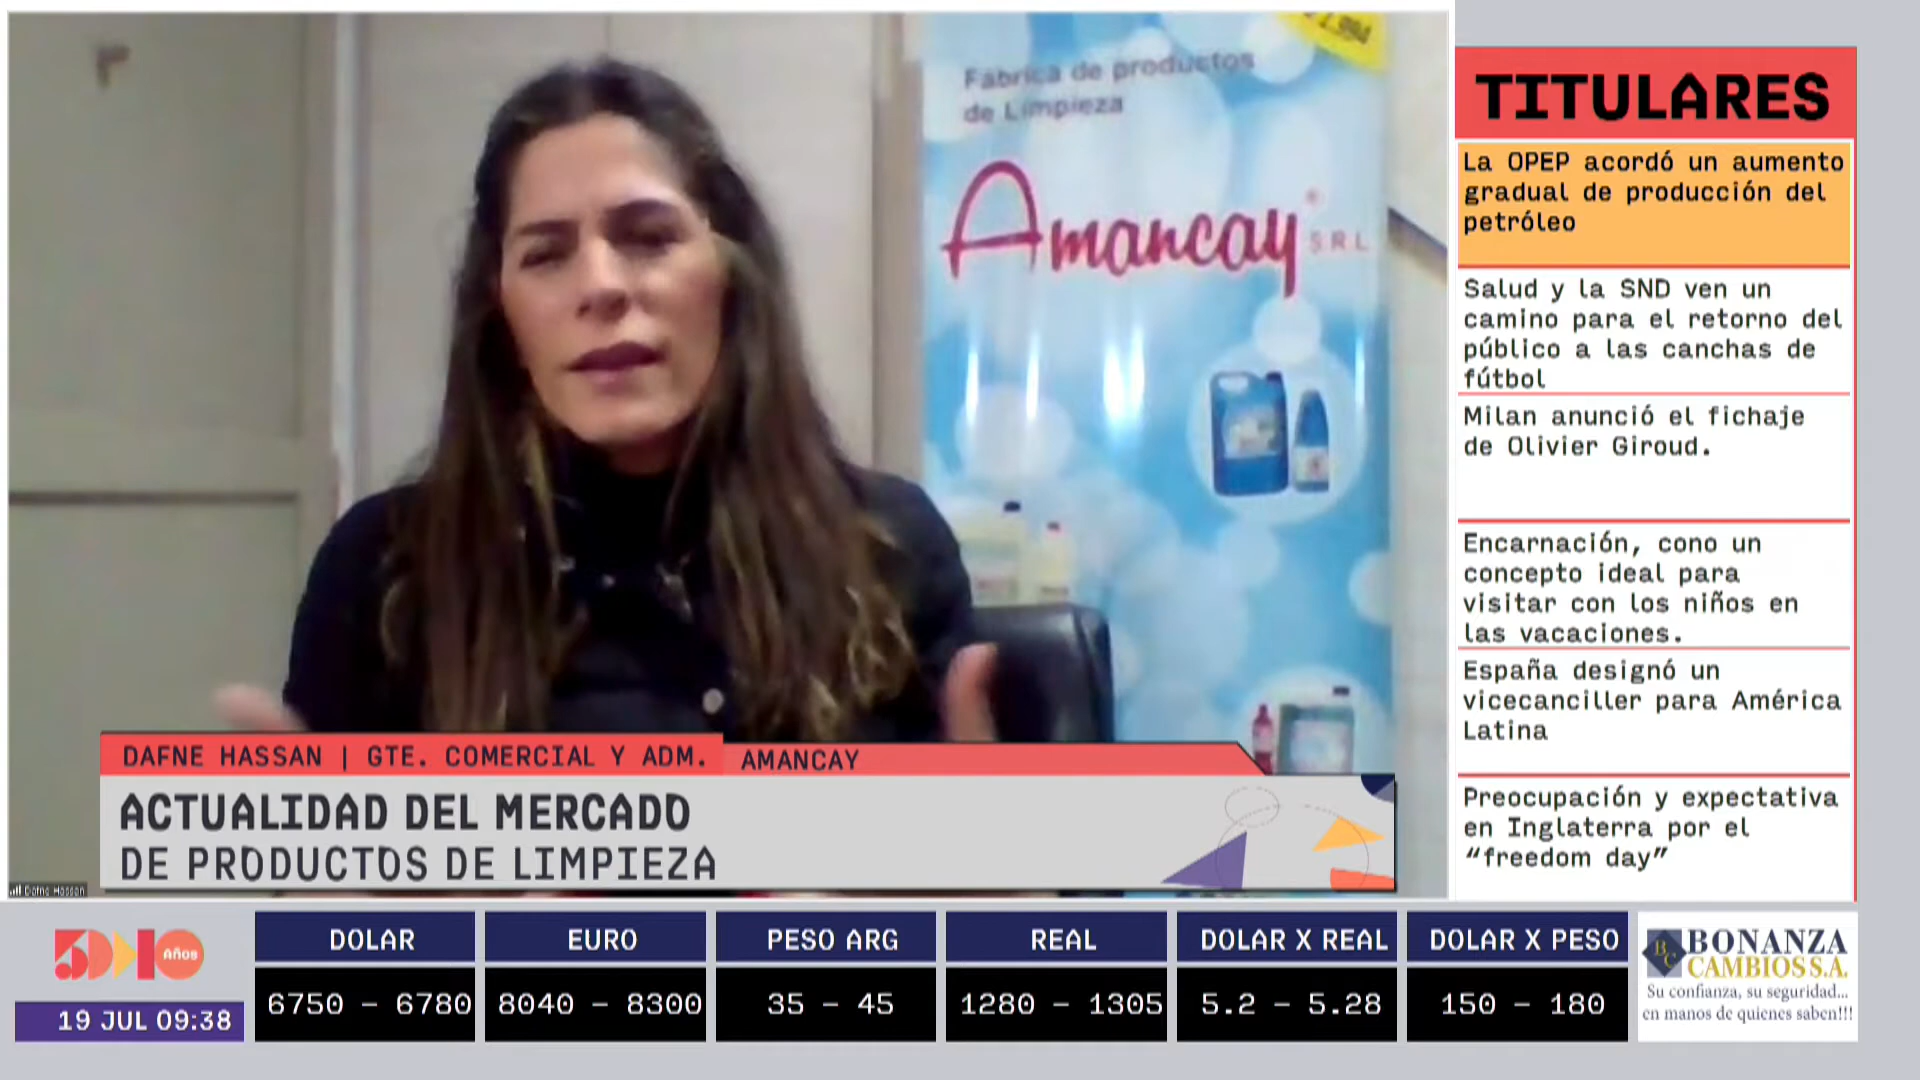 Fábrica de productos
de Limpieza
Amancay®
S.R.L
TITULARES
La OPEP acordó un aumento
gradual de producción del
petróleo
Salud y la SND ven un
camino para el retorno del
público a las canchas de
fútbol
Milan anunció el fichaje
de Olivier Giroud.
Encarnación, cono un
concepto ideal para
visitar con los niños en
las vacaciones.
España designó un
vicecanciller para América
Latina
Preocupación y expectativa
en Inglaterra por el
“freedom day”
DAFNE HASSAN | GTE. COMERCIAL Y ADM. AMANCAY
ACTUALIDAD DEL MERCADO
DE PRODUCTOS DE LIMPIEZA
Dafne Hassan
5DÍAS 10 Años
19 JUL 09:38
DOLAR
6750 – 6780
EURO
8040 – 8300
PESO ARG
35 – 45
REAL
1280 – 1305
DOLAR X REAL
5.2 – 5.28
DOLAR X PESO
150 – 180
BC BONANZA
CAMBIOS S.A.
Su confianza, su seguridad...
en manos de quienes saben!!!